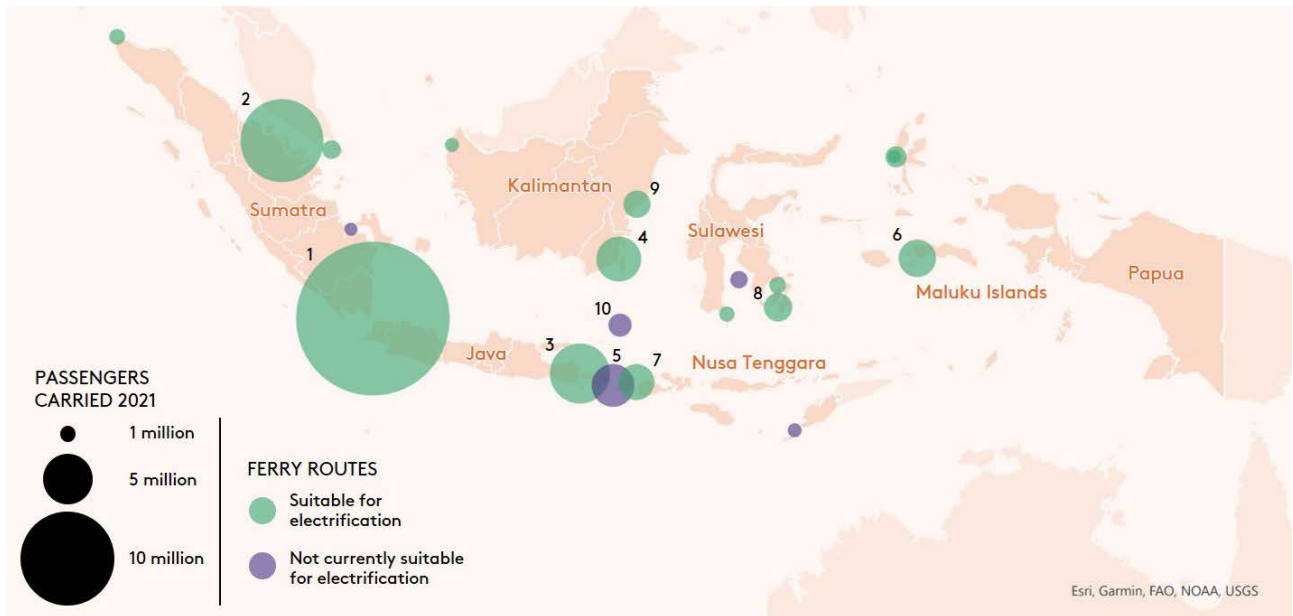 2
Kalimantan
9
Sumatra
Sulawesi
4
6
1
Papua
8
Maluku Islands
10
3
5
7
Java
Nusa Tenggara
PASSENGERS
CARRIED 2021
1 million
5 million
10 million
FERRY ROUTES
Suitable for
electrification
Not currently suitable
for electrification
Esri, Garmin, FAO, NOAA, USGS